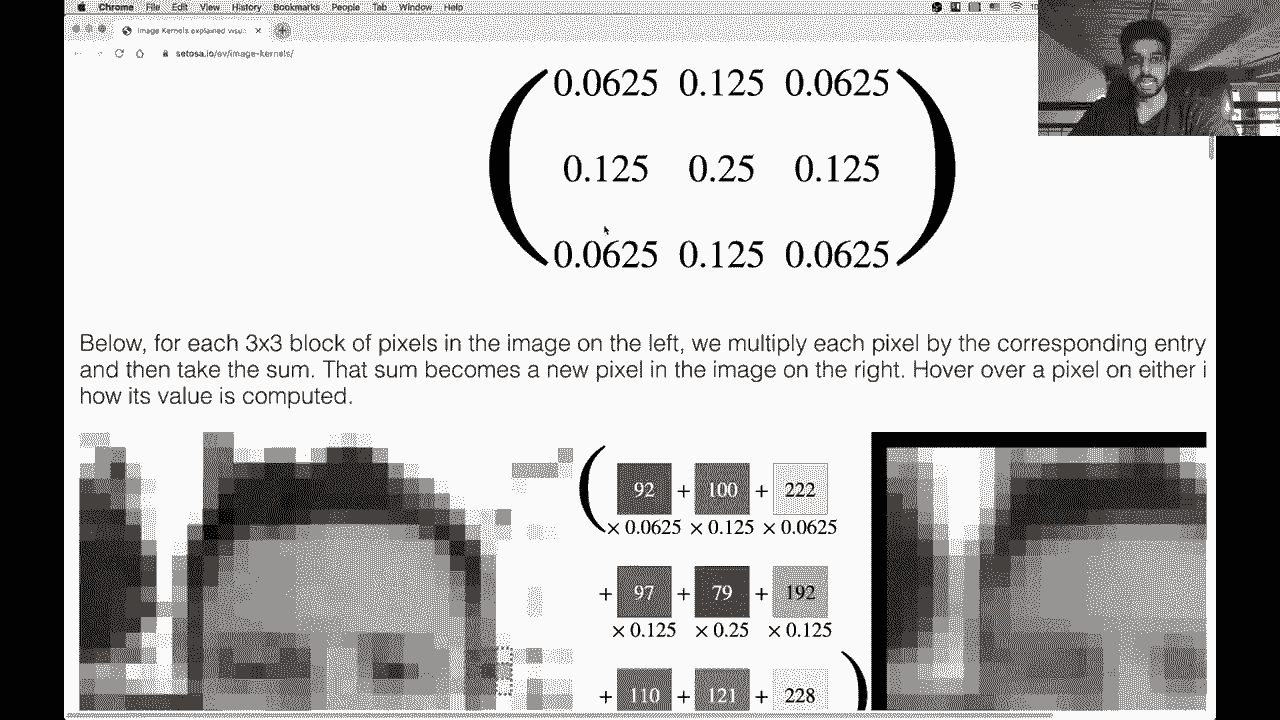 Chrome File Edit View History Bookmarks People Tab Window Help
Image Kernels explained visu
setosa.io/ev/image-kernels/
0.0625 0.125 0.0625
0.125 0.25 0.125
0.0625 0.125 0.0625
Below, for each 3x3 block of pixels in the image on the left, we multiply each pixel by the corresponding entry
and then take the sum. That sum becomes a new pixel in the image on the right. Hover over a pixel on either i
how its value is computed.
( 92 + 100 + 222
× 0.0625 × 0.125 × 0.0625
+ 97 + 79 + 192
× 0.125 × 0.25 × 0.125
+ 110 + 121 + 228 )